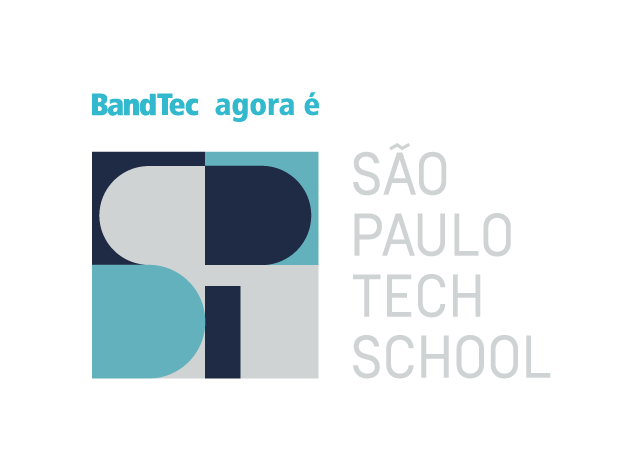 BandTec agora é
SÃO
PAULO
TECH
SCHOOL